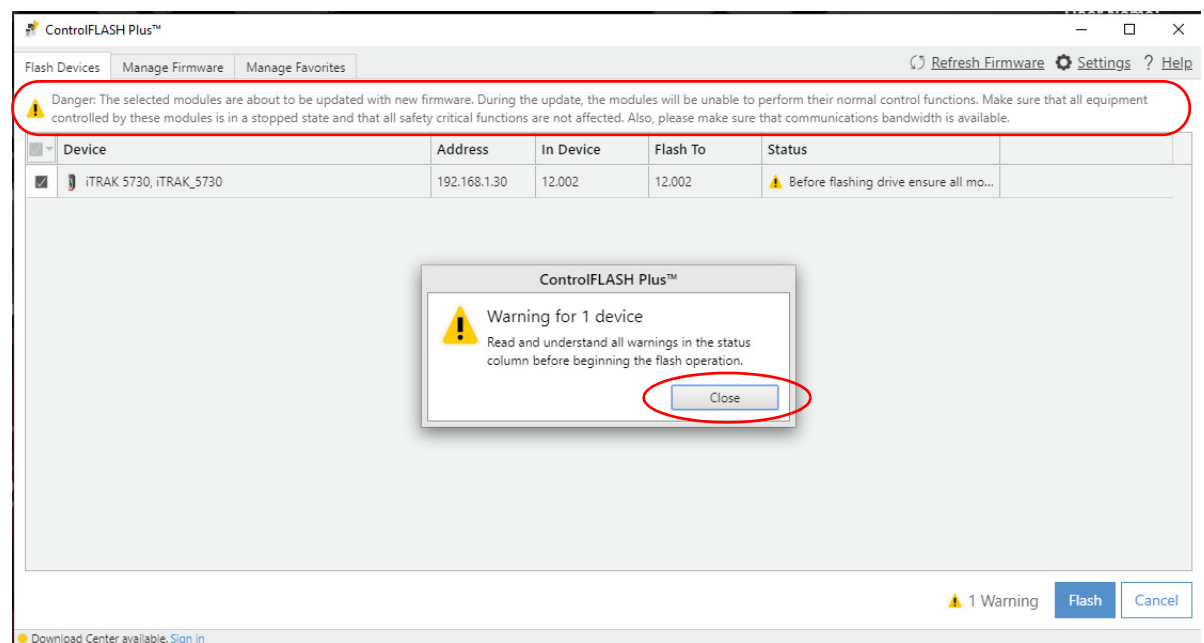 ControlFLASH Plus™
Flash Devices Manage Firmware Manage Favorites Refresh Firmware Settings ? Help
Danger: The selected modules are about to be updated with new firmware. During the update, the modules will be unable to perform their normal control functions. Make sure that all equipment
controlled by these modules is in a stopped state and that all safety critical functions are not affected. Also, please make sure that communications bandwidth is available.
Device Address In Device Flash To Status
iTRAK 5730, iTRAK_5730 192.168.1.30 12.002 12.002 Before flashing drive ensure all mo...
ControlFLASH Plus™
Warning for 1 device
Read and understand all warnings in the status
column before beginning the flash operation.
Close
1 Warning Flash Cancel
Download Center available. Sign in